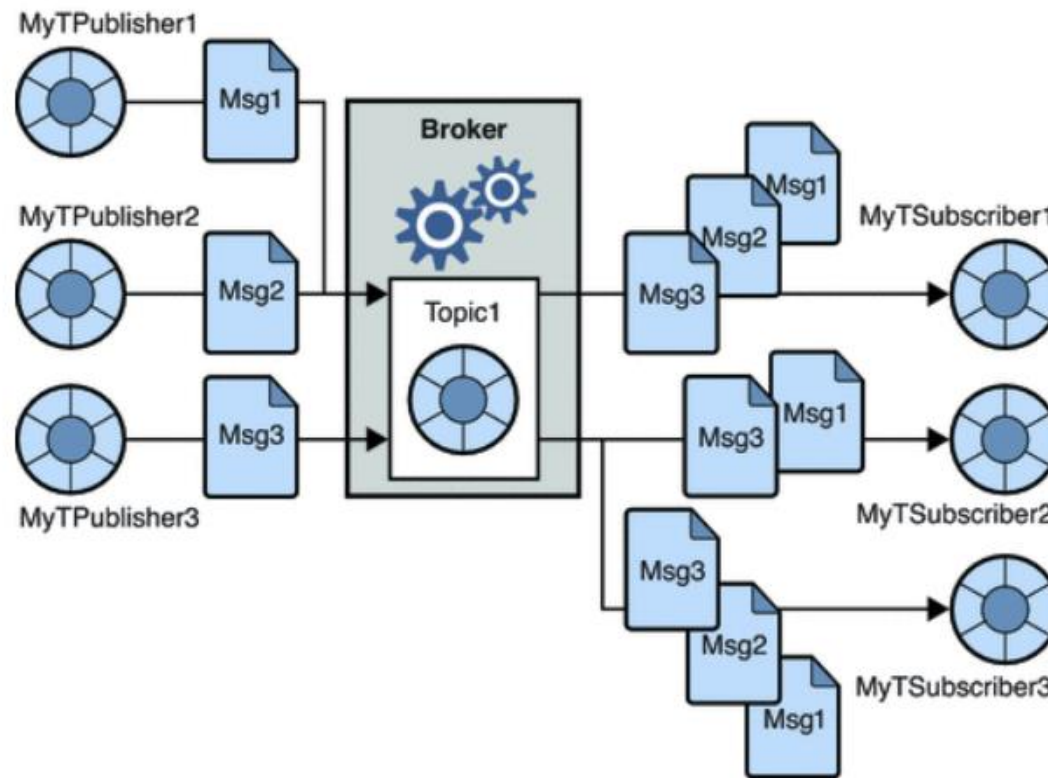 MyTPublisher1
Msg1
MyTPublisher2
Msg2
Msg3
MyTPublisher3
Broker
Topic1
Msg1
Msg2
Msg3
MyTSubscriber1
Msg3
Msg1
MyTSubscriber2
Msg3
Msg2
Msg1
MyTSubscriber3